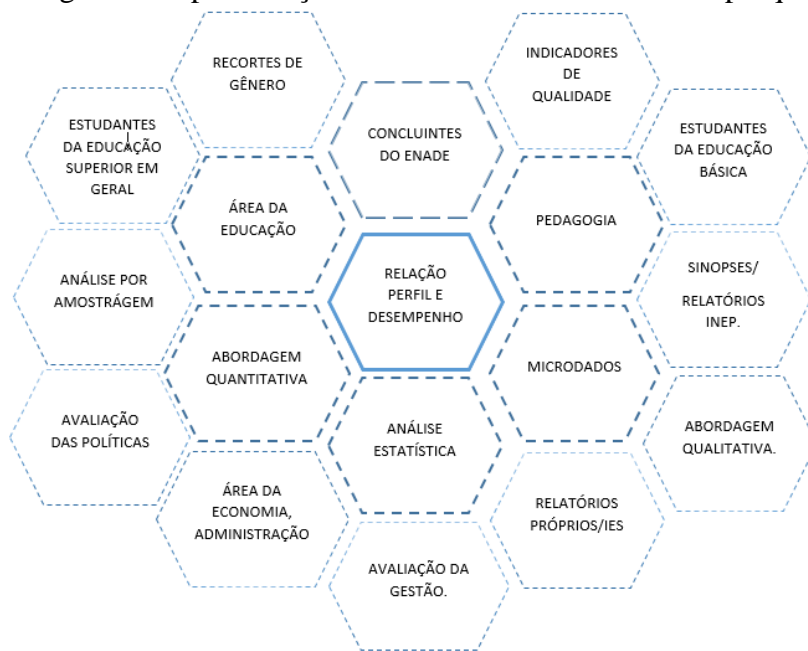 RECORTES DE
GÊNERO
INDICADORES
DE
QUALIDADE
ESTUDANTES
DA EDUCAÇÃO
SUPERIOR EM
GERAL
CONCLUINTES
DO ENADE
ESTUDANTES
DA EDUCAÇÃO
BÁSICA
ÁREA DA
EDUCAÇÃO
PEDAGOGIA
ANÁLISE POR
AMOSTRÁGEM
RELAÇÃO
PERFIL E
DESEMPENHO
SINOPSES/
RELATÓRIOS
INEP.
ABORDAGEM
QUANTITATIVA
MICRODADOS
AVALIAÇÃO
DAS POLÍTICAS
ANÁLISE
ESTATÍSTICA
ABORDAGEM
QUALITATIVA.
ÁREA DA
ECONOMIA,
ADMINISTRAÇÃO
RELATÓRIOS
PRÓPRIOS/IES
AVALIAÇÃO DA
GESTÃO.